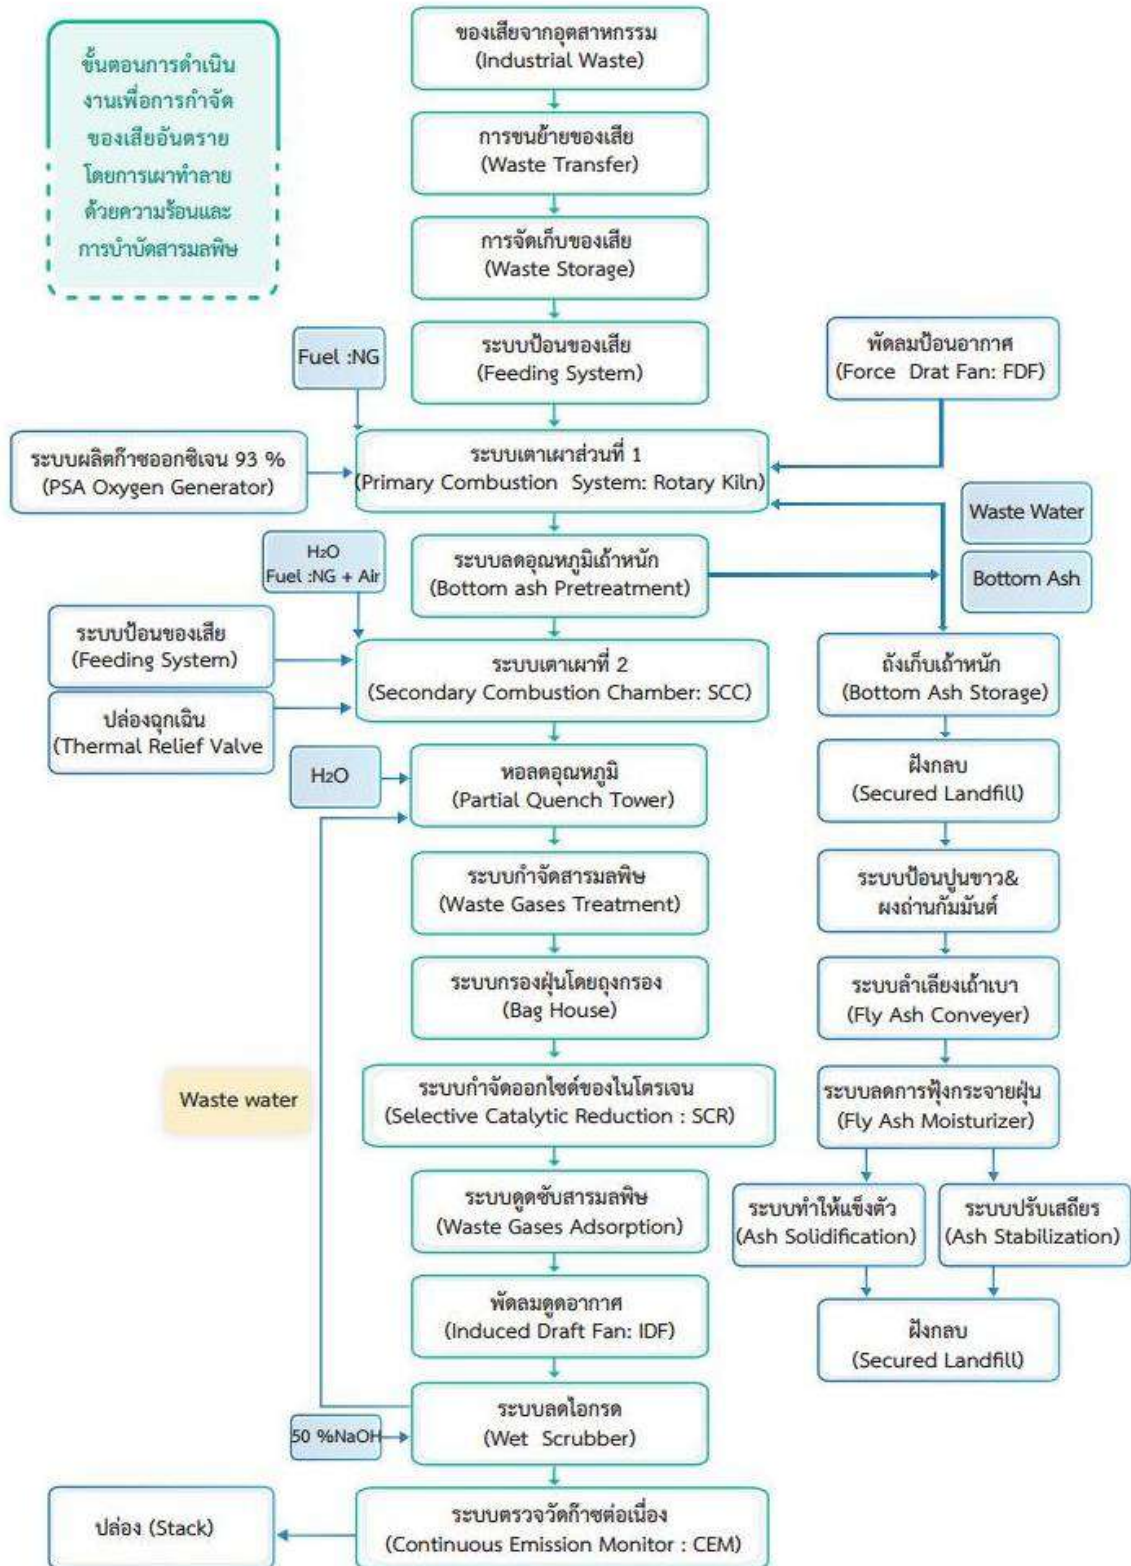 ขั้นตอนการดำเนิน
งานเพื่อการกำจัด
ของเสียอันตราย
โดยการเผาทำลาย
ด้วยความร้อนและ
การบำบัดสารมลพิษ
ของเสียจากอุตสาหกรรม
(Industrial Waste)
การขนย้ายของเสีย
(Waste Transfer)
การจัดเก็บของเสีย
(Waste Storage)
Fuel :NG
ระบบป้อนของเสีย
(Feeding System)
พัดลมป้อนอากาศ
(Force Drat Fan: FDF)
ระบบผลิตก๊าซออกซิเจน 93 %
(PSA Oxygen Generator)
ระบบเตาเผาส่วนที่ 1
(Primary Combustion System: Rotary Kiln)
Waste Water
H₂O
Fuel :NG + Air
ระบบลดอุณหภูมิเถ้าหนัก
(Bottom ash Pretreatment)
Bottom Ash
ระบบป้อนของเสีย
(Feeding System)
ระบบเตาเผาที่ 2
(Secondary Combustion Chamber: SCC)
ถังเก็บเถ้าหนัก
(Bottom Ash Storage)
ปล่องฉุกเฉิน
(Thermal Relief Valve
H₂O
หอลดอุณหภูมิ
(Partial Quench Tower)
ฝังกลบ
(Secured Landfill)
ระบบกำจัดสารมลพิษ
(Waste Gases Treatment)
ระบบป้อนปูนขาว&
ผงถ่านกัมมันต์
ระบบกรองฝุ่นโดยถุงกรอง
(Bag House)
ระบบลำเลียงเถ้าเบา
(Fly Ash Conveyer)
Waste water
ระบบกำจัดออกไซด์ของไนโตรเจน
(Selective Catalytic Reduction : SCR)
ระบบลดการฟุ้งกระจายฝุ่น
(Fly Ash Moisturizer)
ระบบดูดซับสารมลพิษ
(Waste Gases Adsorption)
ระบบทำให้แข็งตัว
(Ash Solidification)
ระบบปรับเสถียร
(Ash Stabilization)
พัดลมดูดอากาศ
(Induced Draft Fan: IDF)
ฝังกลบ
(Secured Landfill)
50 %NaOH
ระบบลดไอกรด
(Wet Scrubber)
ปล่อง (Stack)
ระบบตรวจวัดก๊าซต่อเนื่อง
(Continuous Emission Monitor : CEM)